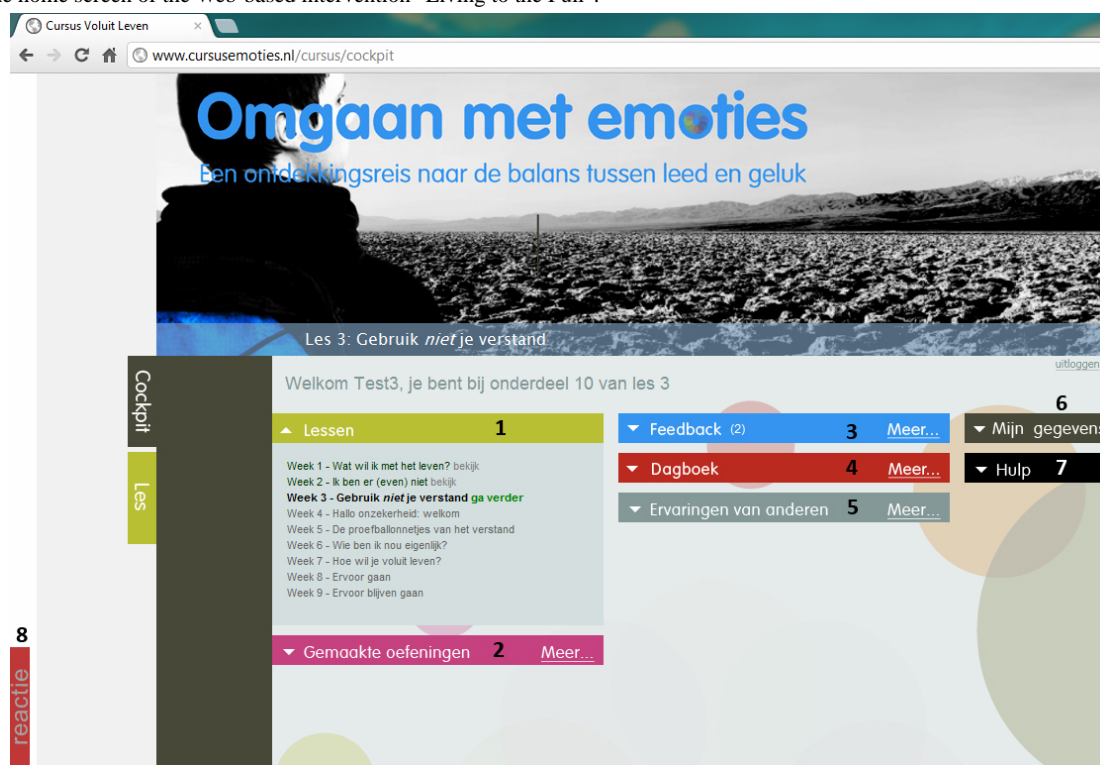 he home screen of the Web-based intervention "Living to the Full".
Cursus Voluit Leven
www.cursusemoties.nl/cursus/cockpit
Omgaan met emoties
Een ontdekkingsreis naar de balans tussen leed en geluk
Les 3: Gebruik niet je verstand
uitloggen
Welkom Test3, je bent bij onderdeel 10 van les 3
Cockpit
Les
Lessen 1
Week 1 - Wat wil ik met het leven? bekijk
Week 2 - Ik ben er (even) niet bekijk
Week 3 - Gebruik niet je verstand ga verder
Week 4 - Hallo onzekerheid: welkom
Week 5 - De proefballonnetjes van het verstand
Week 6 - Wie ben ik nou eigenlijk?
Week 7 - Hoe wil je voluit leven?
Week 8 - Ervoor gaan
Week 9 - Ervoor blijven gaan
Gemaakte oefeningen 2 Meer...
Feedback (2) 3 Meer...
Dagboek 4 Meer...
Ervaringen van anderen 5 Meer...
6
Mijn gegevens
Hulp 7
8
reactie